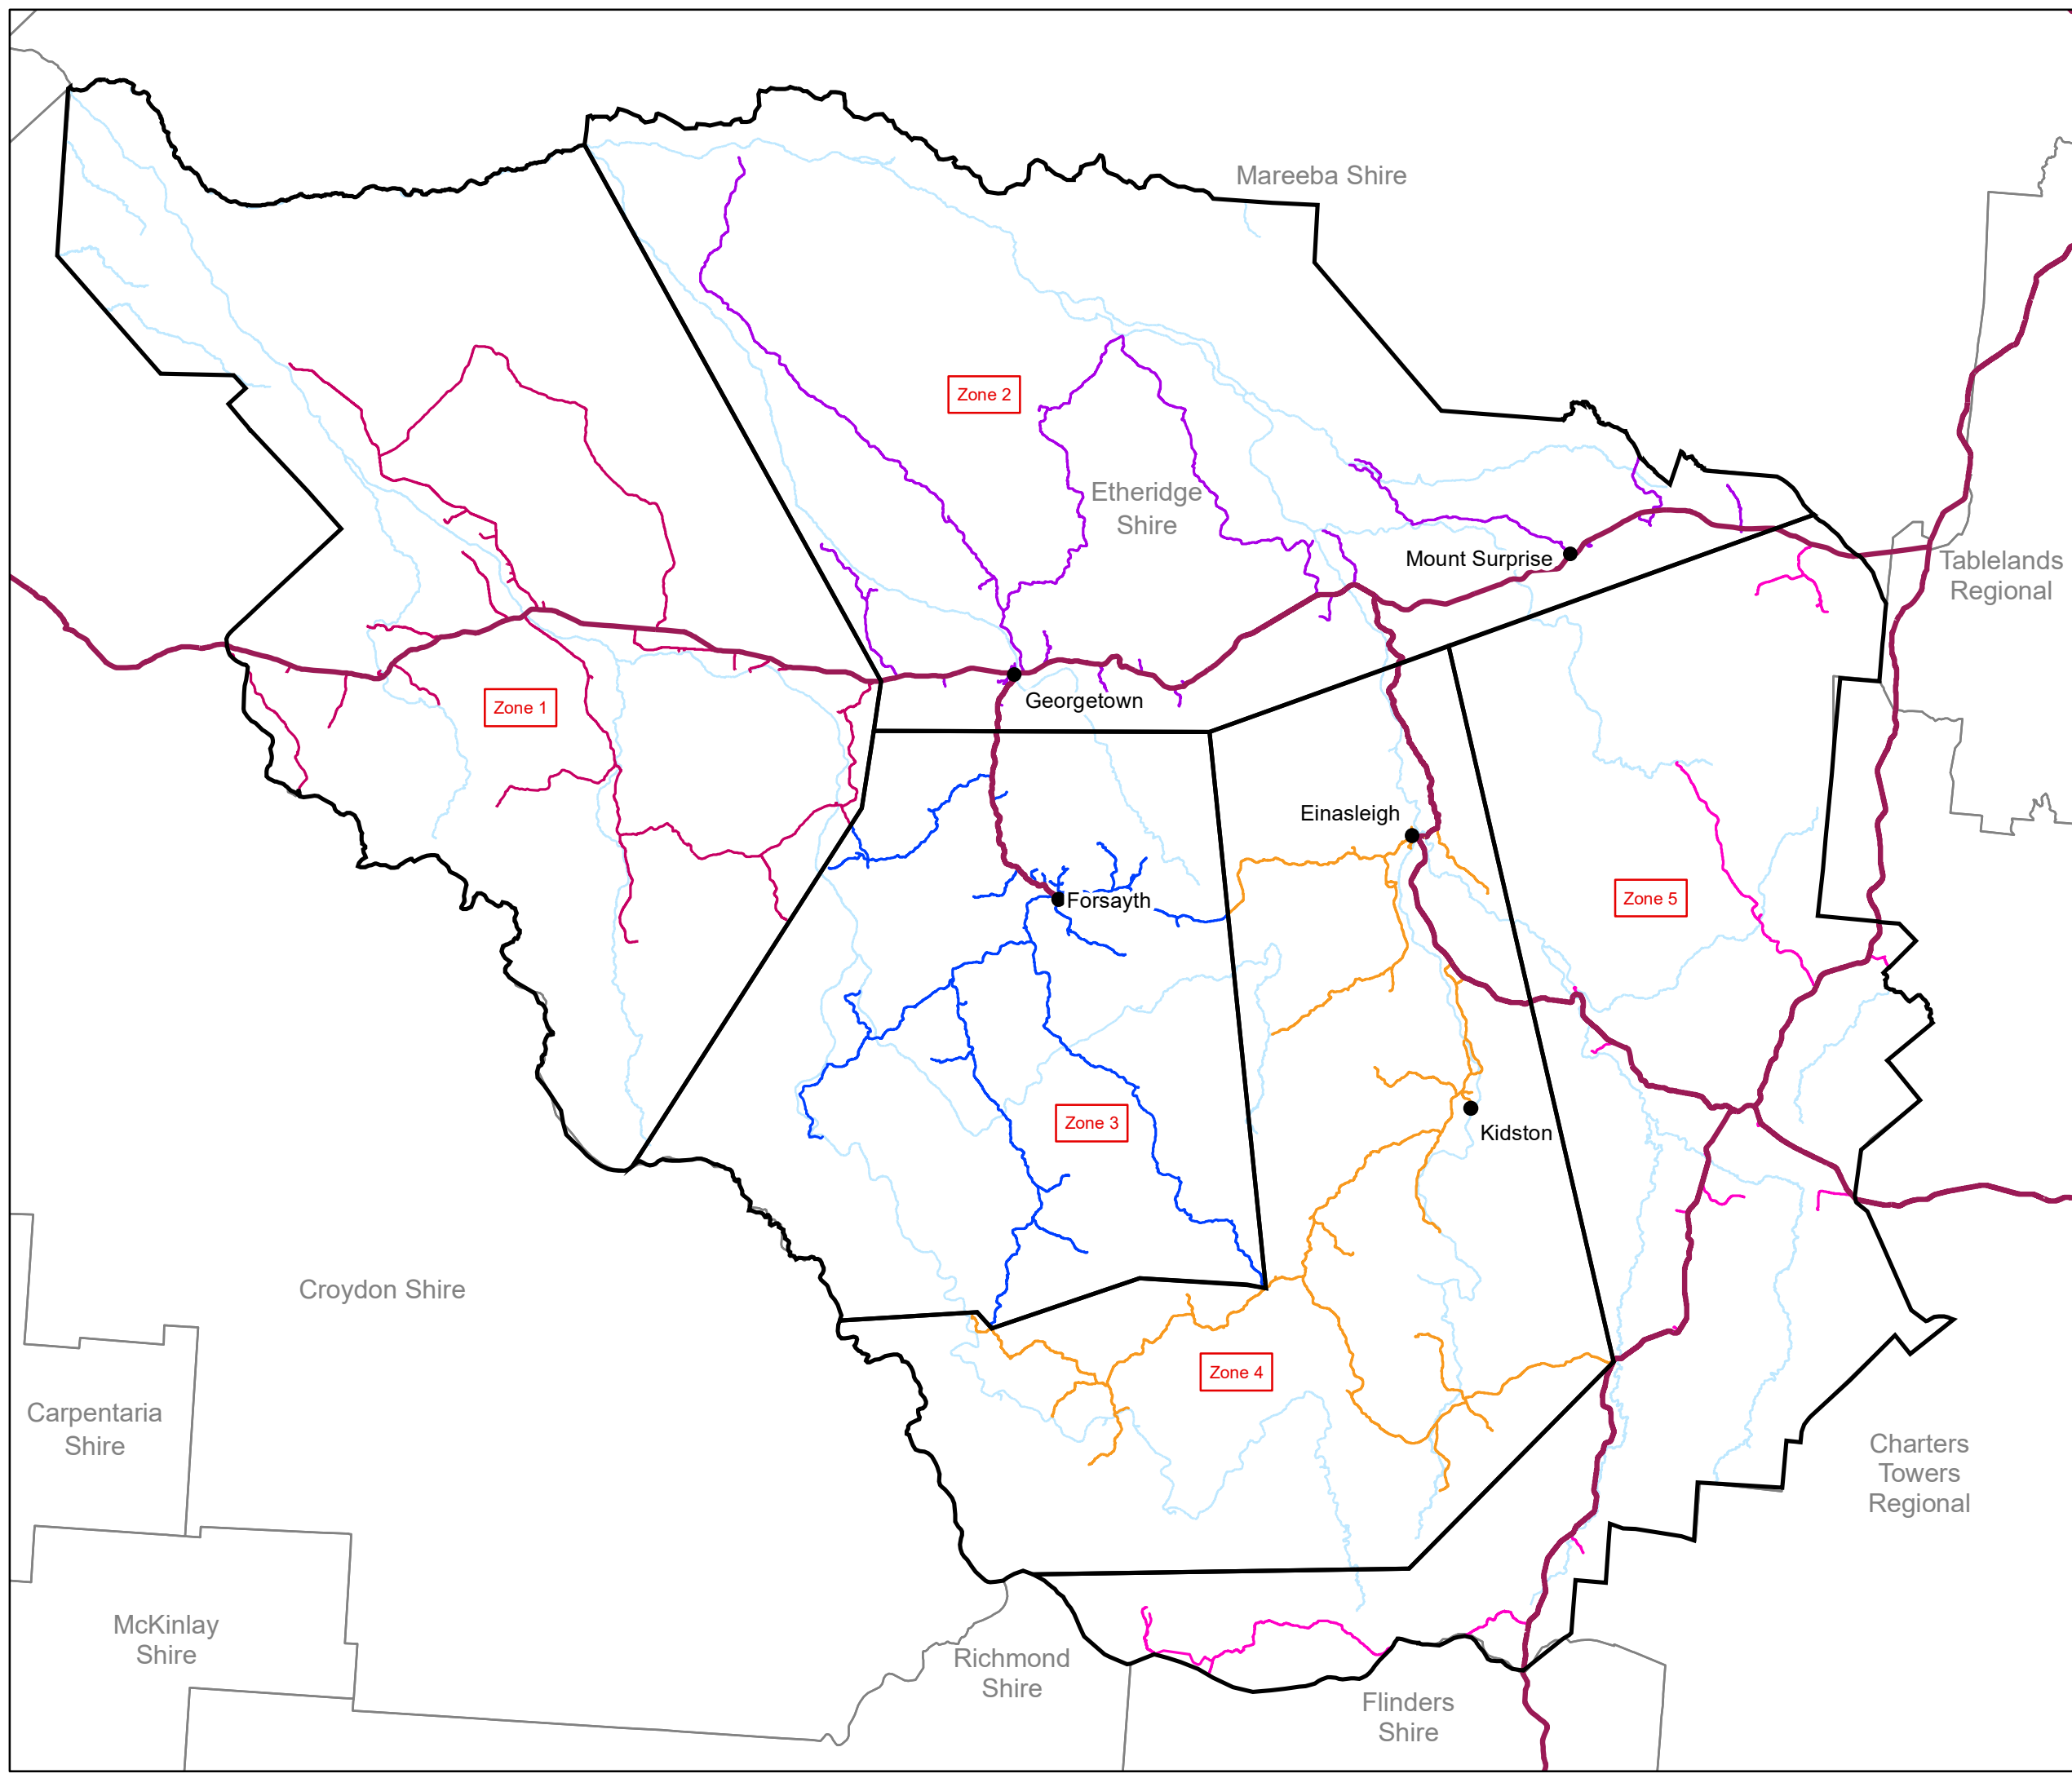 Mareeba Shire
Zone 2
Etheridge
Shire
Mount Surprise
Tablelands
Regional
Georgetown
Zone 1
Einasleigh
Forsayth
Zone 5
Zone 3
Kidston
Croydon Shire
Zone 4
Carpentaria
Shire
Charters
Towers
Regional
McKinlay
Shire
Richmond
Shire
Flinders
Shire